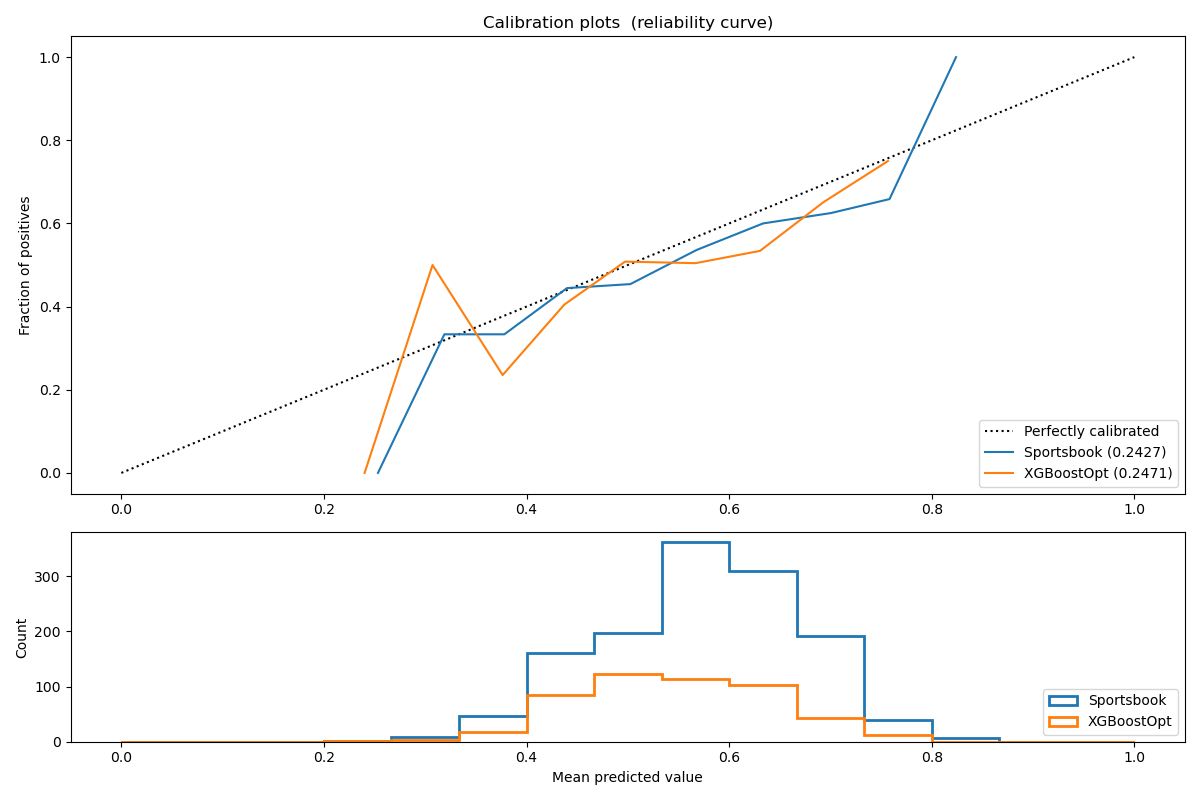 Calibration plots  (reliability curve)
Fraction of positives
1.0
0.8
0.6
0.4
0.2
0.0
Perfectly calibrated
Sportsbook (0.2427)
XGBoostOpt (0.2471)
0.0 0.2 0.4 0.6 0.8 1.0
Count
300
200
100
0
Sportsbook
XGBoostOpt
0.0 0.2 0.4 0.6 0.8 1.0
Mean predicted value